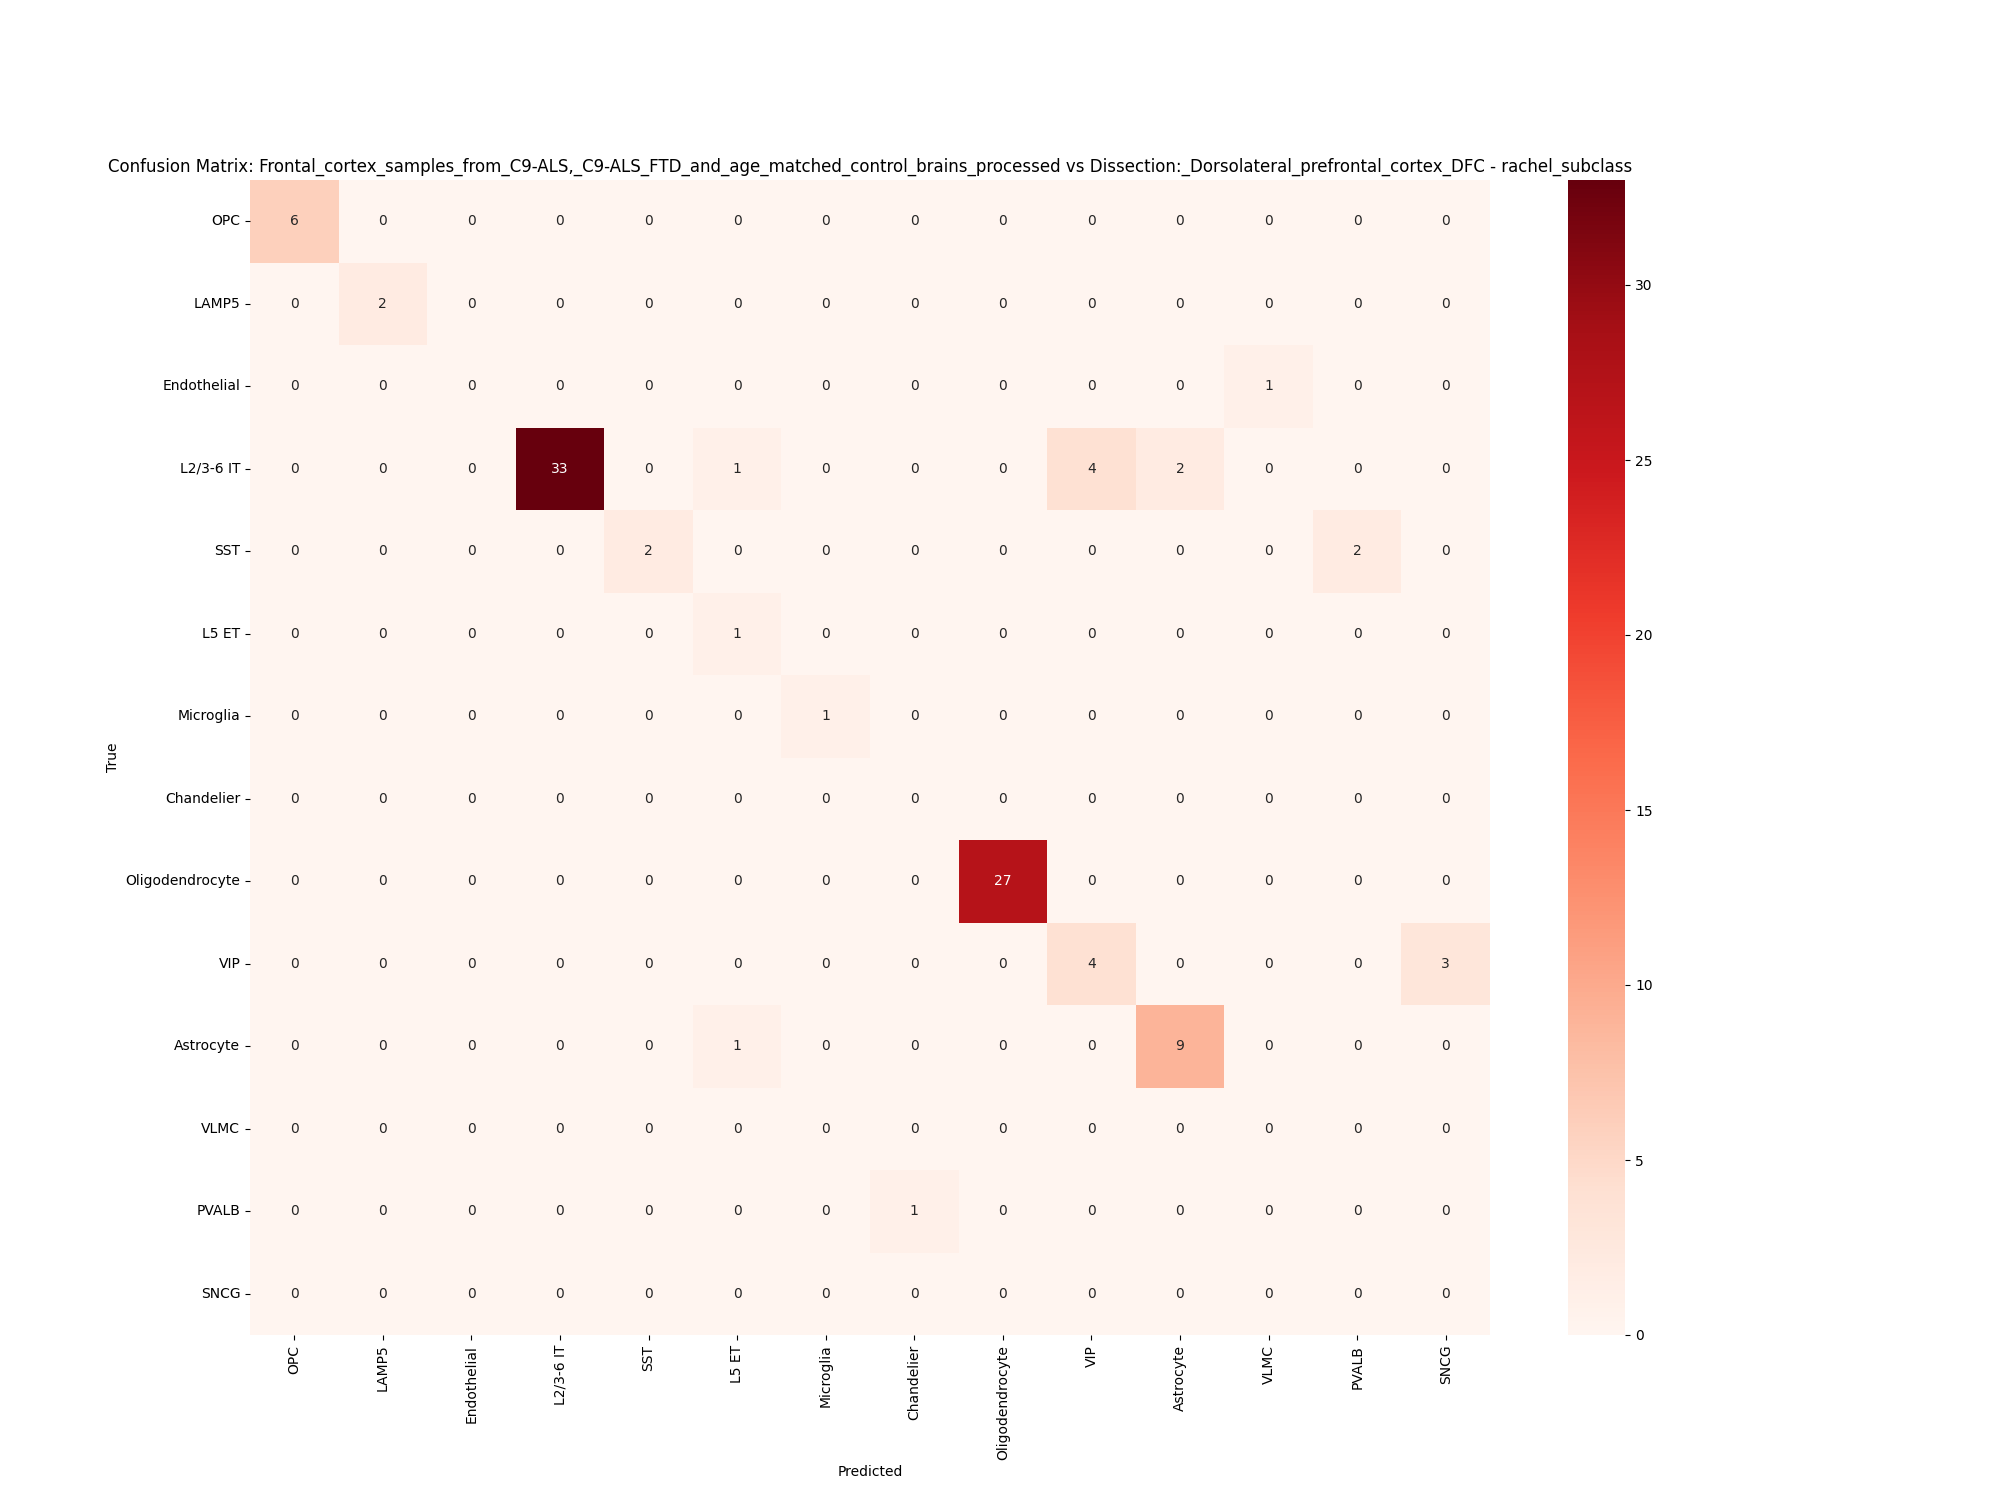 Confusion Matrix: Frontal_cortex_samples_from_C9-ALS,_C9-ALS_FTD_and_age_matched_control_brains_processed vs Dissection:_Dorsolateral_prefrontal_cortex_DFC - rachel_subclass
OPC 6 0 0 0 0 0 0 0 0 0 0 0 0 0
LAMP5 0 2 0 0 0 0 0 0 0 0 0 0 0 0
Endothelial 0 0 0 0 0 0 0 0 0 0 0 1 0 0
L2/3-6 IT 0 0 0 33 0 1 0 0 0 4 2 0 0 0
SST 0 0 0 0 2 0 0 0 0 0 0 0 2 0
L5 ET 0 0 0 0 0 1 0 0 0 0 0 0 0 0
Microglia 0 0 0 0 0 0 1 0 0 0 0 0 0 0
Chandelier 0 0 0 0 0 0 0 0 0 0 0 0 0 0
Oligodendrocyte 0 0 0 0 0 0 0 0 27 0 0 0 0 0
VIP 0 0 0 0 0 0 0 0 0 4 0 0 0 3
Astrocyte 0 0 0 0 0 1 0 0 0 0 9 0 0 0
VLMC 0 0 0 0 0 0 0 0 0 0 0 0 0 0
PVALB 0 0 0 0 0 0 0 1 0 0 0 0 0 0
SNCG 0 0 0 0 0 0 0 0 0 0 0 0 0 0
True
OPC
LAMP5
Endothelial
L2/3-6 IT
SST
L5 ET
Microglia
Chandelier
Oligodendrocyte
VIP
Astrocyte
VLMC
PVALB
SNCG
Predicted
30
25
20
15
10
5
0